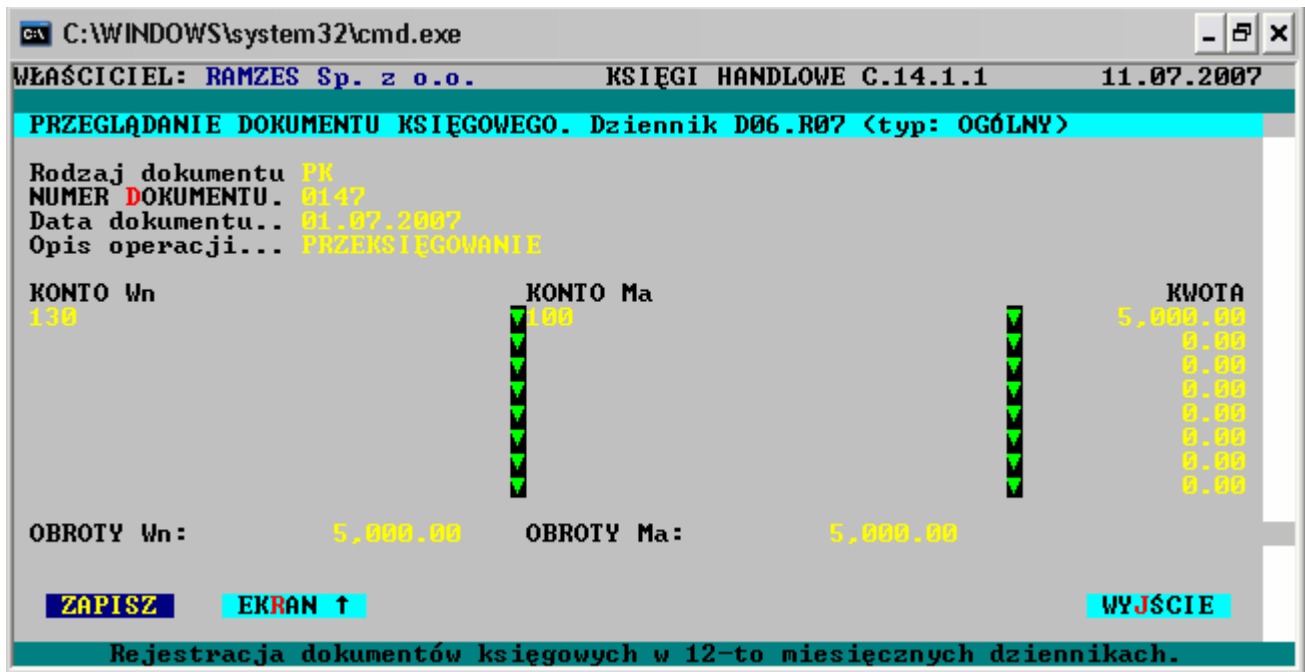 C:\WINDOWS\system32\cmd.exe
WŁAŚCICIEL: RAMZES Sp. z o.o. KSIĘGI HANDLOWE C.14.1.1 11.07.2007
PRZEGLĄDANIE DOKUMENTU KSIĘGOWEGO. Dziennik D06.R07 (typ: OGÓLNY)
Rodzaj dokumentu PK
NUMER DOKUMENTU. 0147
Data dokumentu.. 01.07.2007
Opis operacji... PRZEKSIĘGOWANIE
KONTO Wn KONTO Ma KWOTA
130 ▼ 100 ▼ 5,000.00
▼ ▼ 0.00
▼ ▼ 0.00
▼ ▼ 0.00
▼ ▼ 0.00
▼ ▼ 0.00
▼ ▼ 0.00
▼ ▼ 0.00
OBROTY Wn: 5,000.00 OBROTY Ma: 5,000.00
ZAPISZ EKRAN ↑ WYJŚCIE
Rejestracja dokumentów księgowych w 12-to miesięcznych dziennikach.